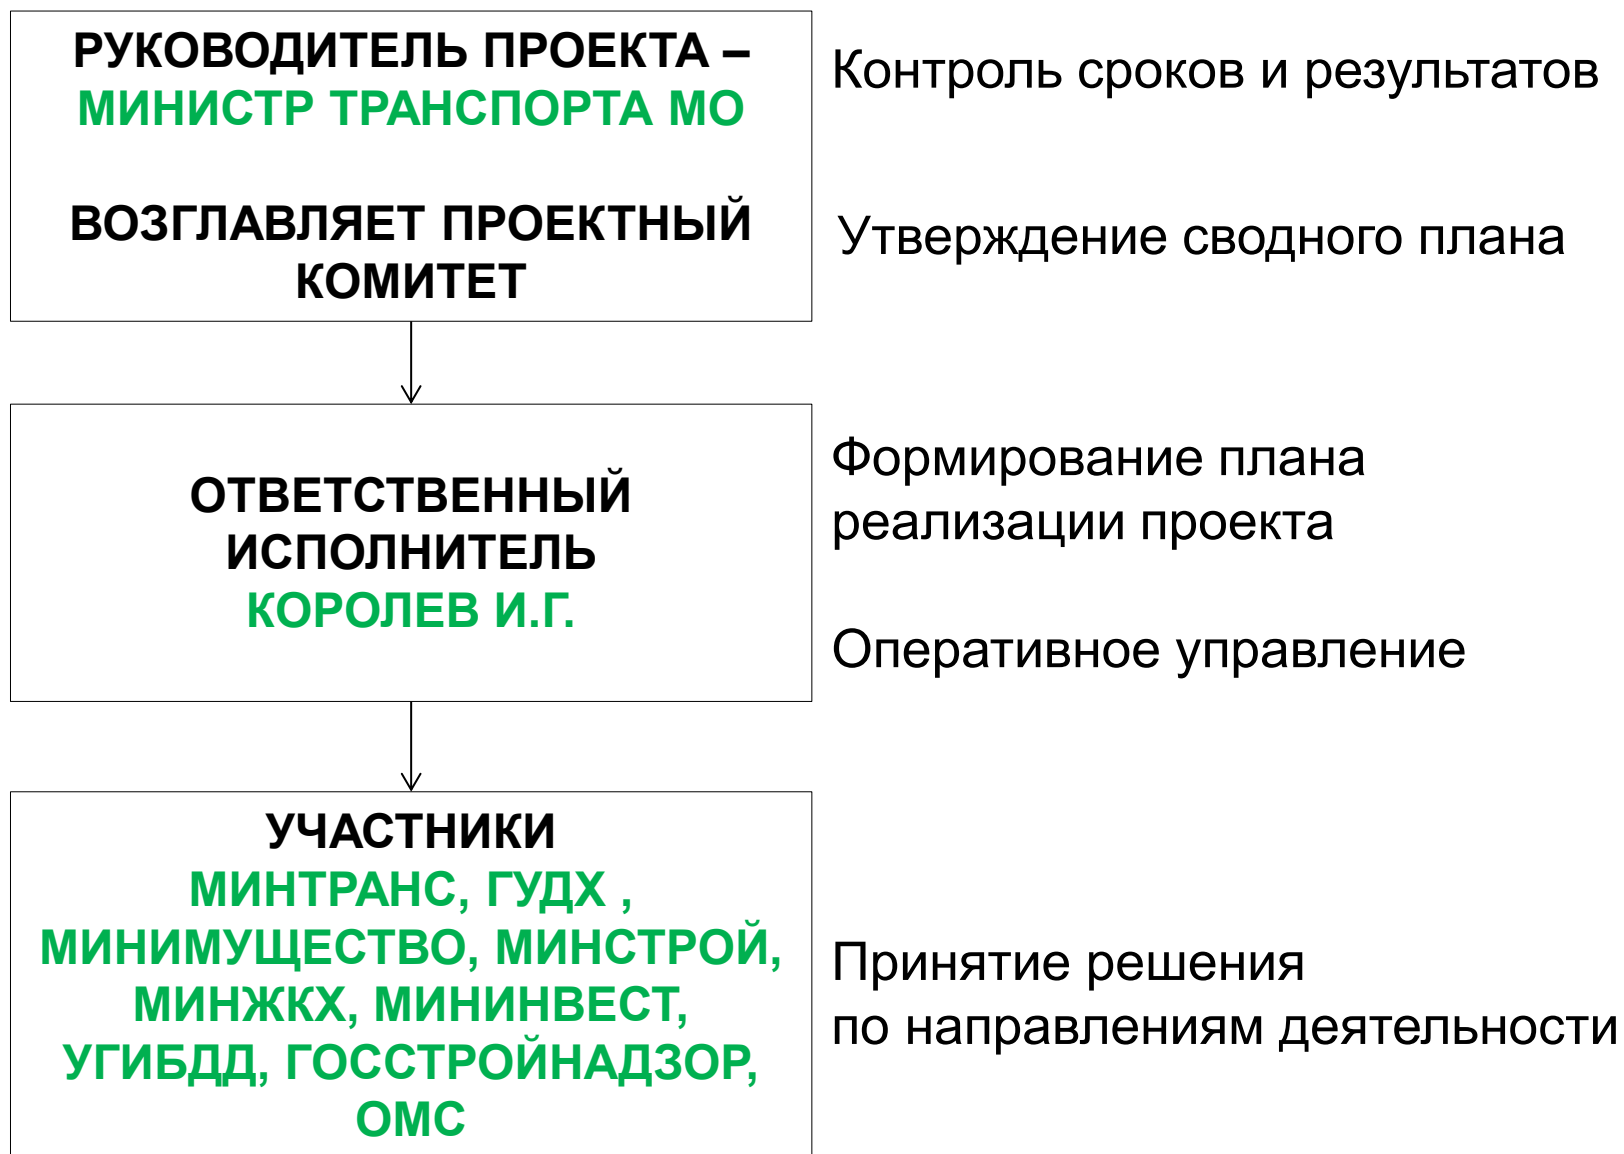 РУКОВОДИТЕЛЬ ПРОЕКТА –
МИНИСТР ТРАНСПОРТА МО
ВОЗГЛАВЛЯЕТ ПРОЕКТНЫЙ
КОМИТЕТ
Контроль сроков и результатов
Утверждение сводного плана
ОТВЕТСТВЕННЫЙ
ИСПОЛНИТЕЛЬ
КОРОЛЕВ И.Г.
Формирование плана
реализации проекта
Оперативное управление
УЧАСТНИКИ
МИНТРАНС, ГУДХ ,
МИНИМУЩЕСТВО, МИНСТРОЙ,
МИНЖКХ, МИНИНВЕСТ,
УГИБДД, ГОССТРОЙНАДЗОР,
ОМС
Принятие решения
по направлениям деятельности